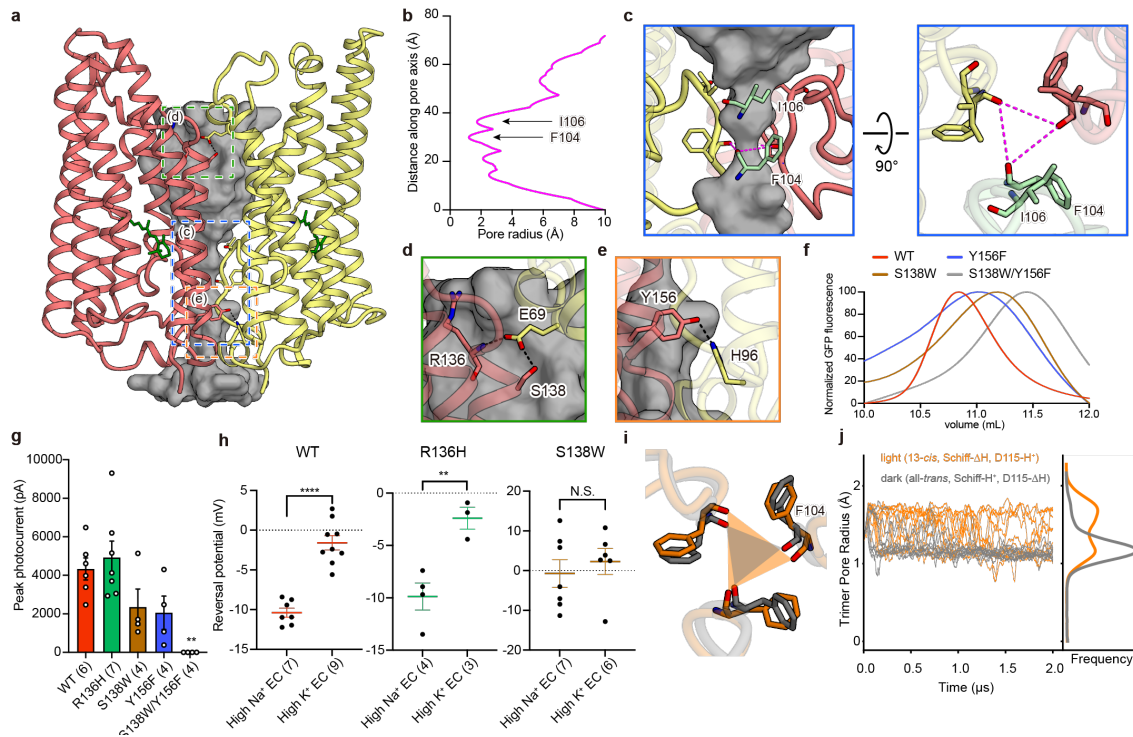 a
(d)
(c)
(e)
b
Distance along pore axis (Å)
80
60
40
20
0
I106
F104
2 4 6 8 10
Pore radius (Å)
c
I106
F104
90°
I106
F104
d
E69
R136
S138
e
Y156
H96
f
WT
Y156F
S138W
S138W/Y156F
Normalized GFP fluorescence
100
80
60
40
20
0
10.0 10.5 11.0 11.5 12.0
volume (mL)
g
Peak photocurrent (pA)
10000
8000
6000
4000
2000
0
**
WT (6)
R136H (7)
S138W (4)
Y156F (4)
S138W/Y156F (4)
h
WT
R136H
S138W
Reversal potential (mV)
5
0
-5
-10
-15
****
High Na⁺ EC (7)
High K⁺ EC (9)
0
-5
-10
-15
**
High Na⁺ EC (4)
High K⁺ EC (3)
20
10
0
-10
-20
N.S.
High Na⁺ EC (7)
High K⁺ EC (6)
i
F104
j
light (13-cis, Schiff-ΔH, D115-H⁺)
dark (all-trans, Schiff-H⁺, D115-ΔH)
Trimer Pore Radius (Å)
2
1
0
0.0 0.5 1.0 1.5 2.0
Time (µs)
Frequency